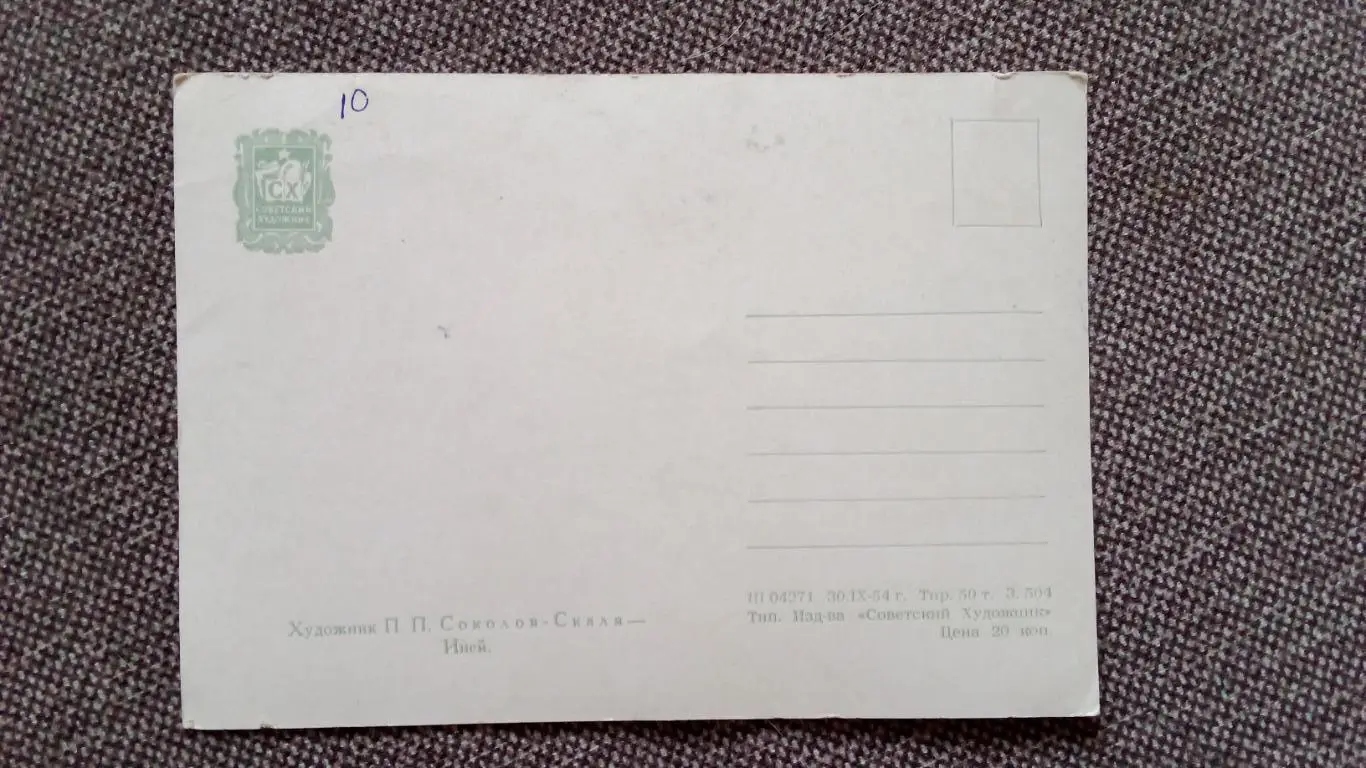 10
СХ
СОВЕТСКИЙ
ХУДОЖНИК
Художник П. П. Соколов-Скаля—
Иней.
Ш 04271 30.IX-54 г. Тир. 50 т. З. 504
Тип. Изд-ва «Советский Художник»
Цена 20 коп.